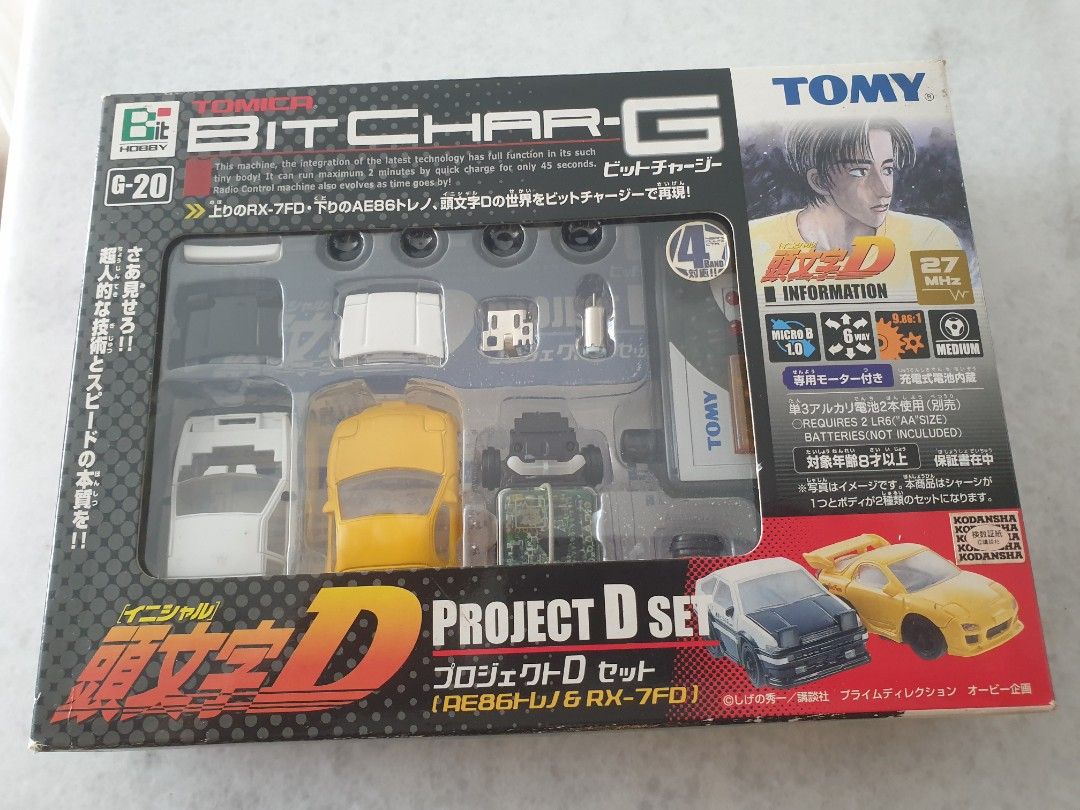 Bit
HOBBY
TOMICA
BIT CHAR-G
ビットチャージー
G-20
This machine, the integration of the latest technology has full function in its such
tiny body! It can run maximum 2 minutes by quick charge for only 45 seconds.
Radio Control machine also evolves as time goes by!
上りのRX-7FD・下りのAE86トレノ、頭文字Dの世界をビットチャージーで再現!
さあ見せろ!!
超人的な技術とスピードの本質を!!
TOMY
[イニシャル]
頭文字D
27
MHz
INFORMATION
MICRO B
1.0
6
WAY
9.86:1
MEDIUM
専用モーター付き
充電式電池内蔵
単3アルカリ電池2本使用(別売)
○REQUIRES 2 LR6("AA"SIZE)
BATTERIES(NOT INCULUDED)
対象年齢8才以上
保証書在中
※写真はイメージです。本商品はシャーシが
1つとボディが2種類のセットになります。
4
BAND
対応!!
TOMY
KODANSHA
検数証紙
KODANSHA
[イニシャル]
頭文字D
PROJECT D SET
プロジェクトD セット
[AE86トレノ & RX-7FD]
©しげの秀一/講談社 プライムディレクション オービー企画